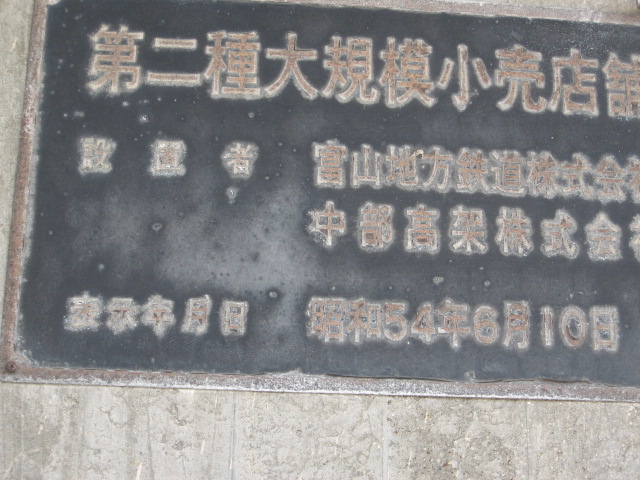 第二種大規模小売店舗
設置者 富山地方鉄道株式会社
中部高架株式会社
表示年月日 昭和54年6月10日